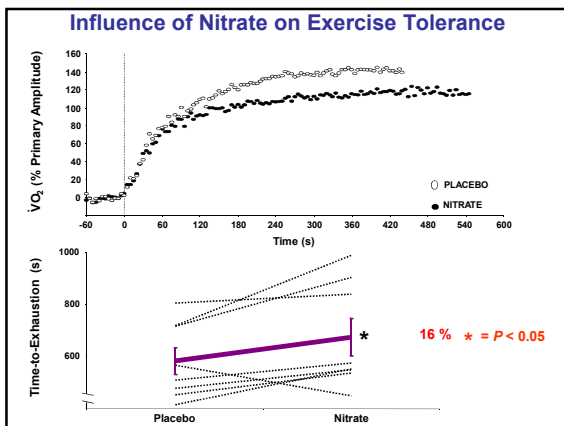 Influence of Nitrate on Exercise Tolerance
160
140
120
100
80
60
40
20
0
-20
V̇O2 (% Primary Amplitude)
-60 0 60 120 180 240 300 360 420 480 540 600
Time (s)
PLACEBO
NITRATE
1000
800
600
Time-to-Exhaustion (s)
*
16 % * = P < 0.05
Placebo Nitrate